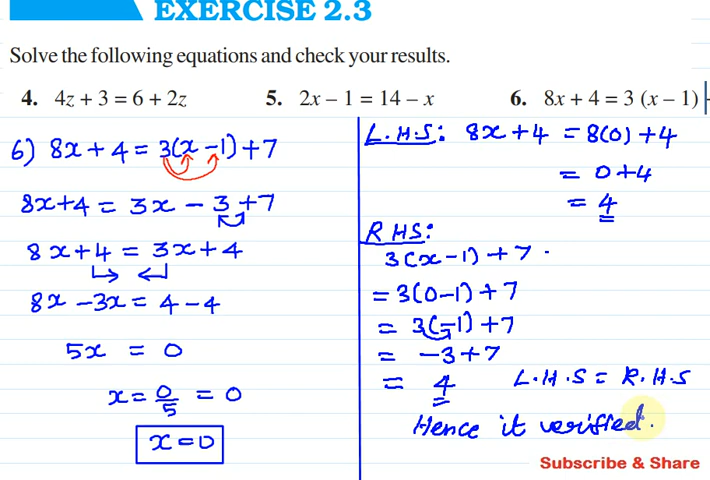 EXERCISE 2.3
Solve the following equations and check your results.
4. 4z + 3 = 6 + 2z 5. 2x – 1 = 14 – x 6. 8x + 4 = 3 (x – 1)
6) 8x + 4 = 3(x - 1) + 7
8x+4 = 3x - 3 + 7
8x + 4 = 3x + 4
8x - 3x = 4 - 4
5x = 0
x = 0/5 = 0
x = 0
L.H.S: 8x + 4 = 8(0) + 4
= 0 + 4
= 4
RHS:
3(x - 1) + 7
= 3(0 - 1) + 7
= 3(-1) + 7
= -3 + 7
= 4 L.H.S = R.H.S
Hence it verified.
Subscribe & Share